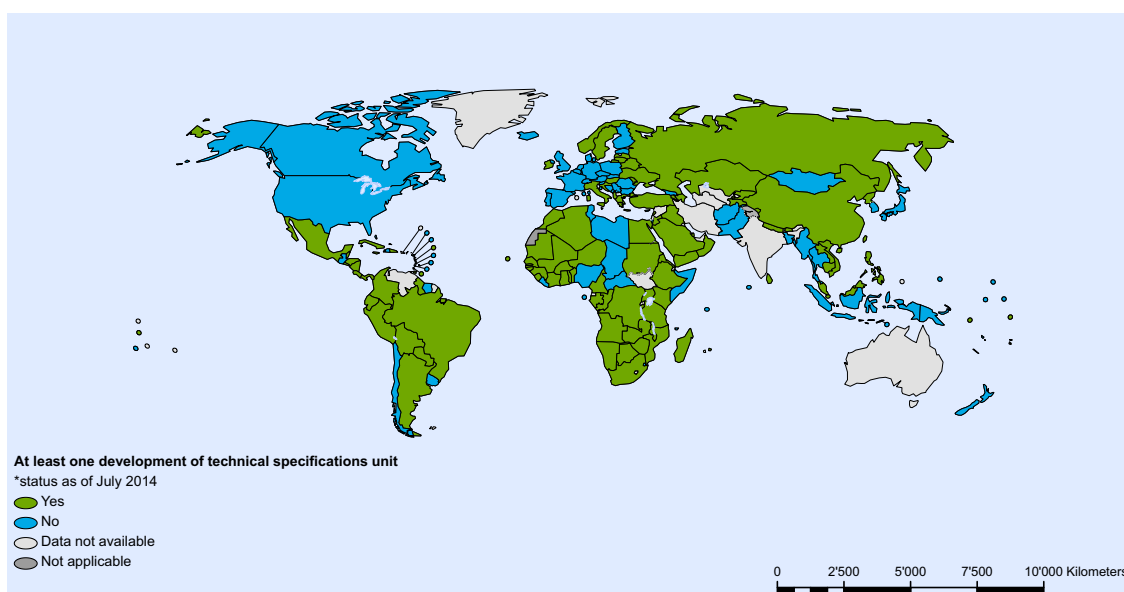 At least one development of technical specifications unit
*status as of July 2014
Yes
No
Data not available
Not applicable
0 2'500 5'000 7'500 10'000 Kilometers